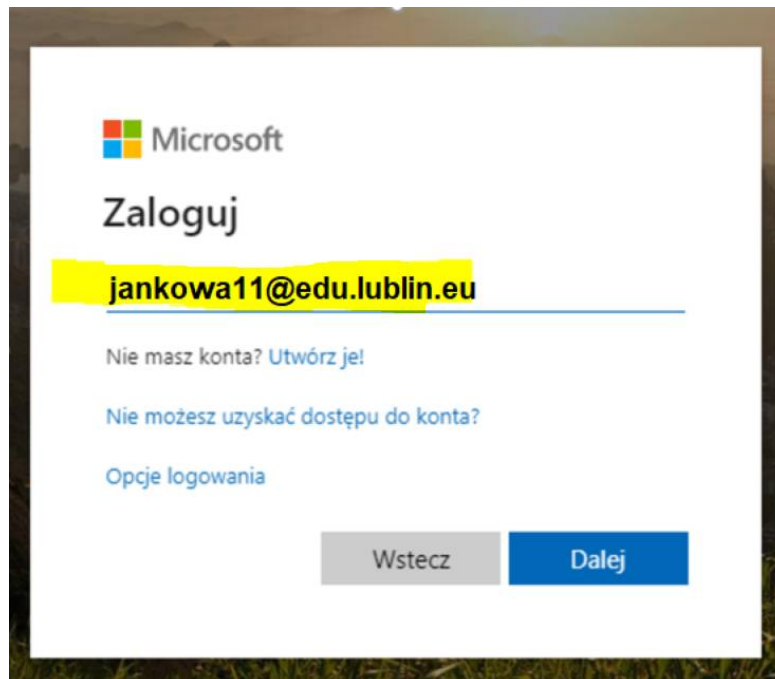 Microsoft
Zaloguj
jankowa11@edu.lublin.eu
Nie masz konta? Utwórz je!
Nie możesz uzyskać dostępu do konta?
Opcje logowania
Wstecz
Dalej